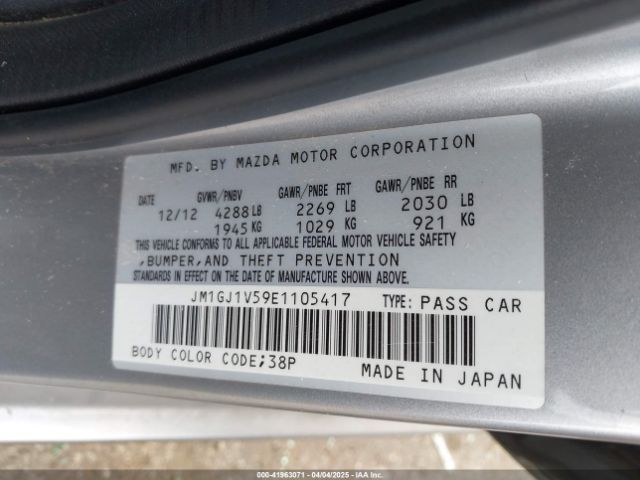 MFD. BY MAZDA MOTOR CORPORATION
DATE GVWR/PNBV GAWR/PNBE FRT GAWR/PNBE RR
12/12 4288 LB 2269 LB 2030 LB
1945 KG 1029 KG 921 KG
THIS VEHICLE CONFORMS TO ALL APPLICABLE FEDERAL MOTOR VEHICLE SAFETY
,BUMPER,AND THEFT PREVENTION
STANDARDS IN EFFECT ON THE DATE OF MANUFACTURE SHOWN ABOVE.
JM1GJ1V59E1105417 TYPE: PASS CAR
BODY COLOR CODE;38P MADE IN JAPAN
000-41963071 - 04/04/2025 - IAAI.COM